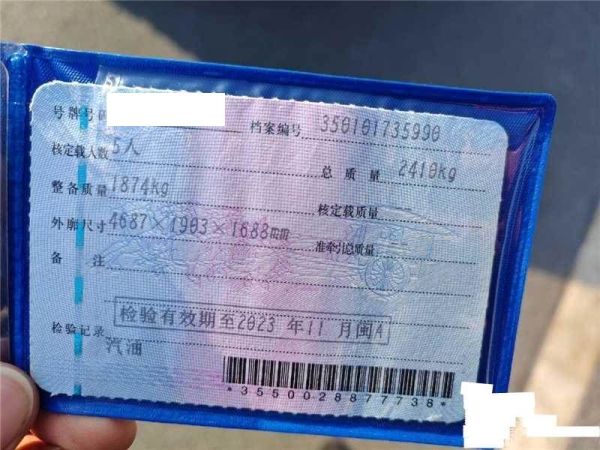 号牌号码
档案编号 350101735990
核定载人数 5人
总质量 2410kg
整备质量 1874kg
核定载质量
外廓尺寸 4687×1903×1688mm
准牵引总质量
备注
检验有效期至2023 年11 月闽A
检验记录
汽油
*3550028877738*